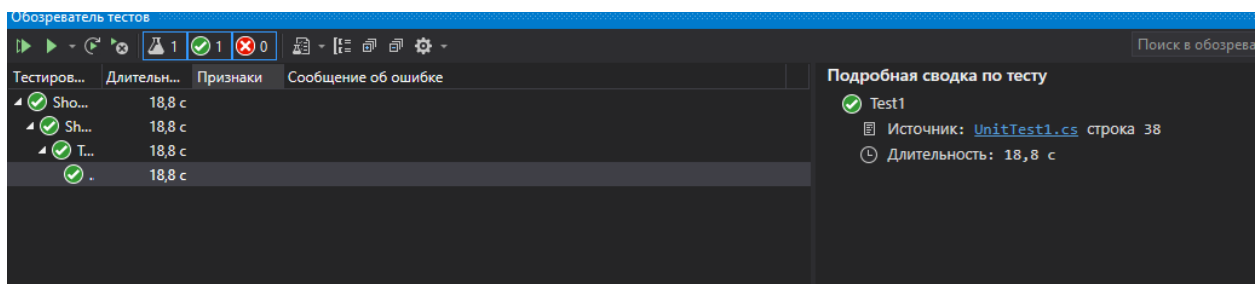 Обозреватель тестов
1 1 0 Поиск в обозрева
Тестиров... Длительн... Признаки Сообщение об ошибке
Sho... 18,8 с
Sh... 18,8 с
T... 18,8 с
. 18,8 с
Подробная сводка по тесту
Test1
Источник: UnitTest1.cs строка 38
Длительность: 18,8 с